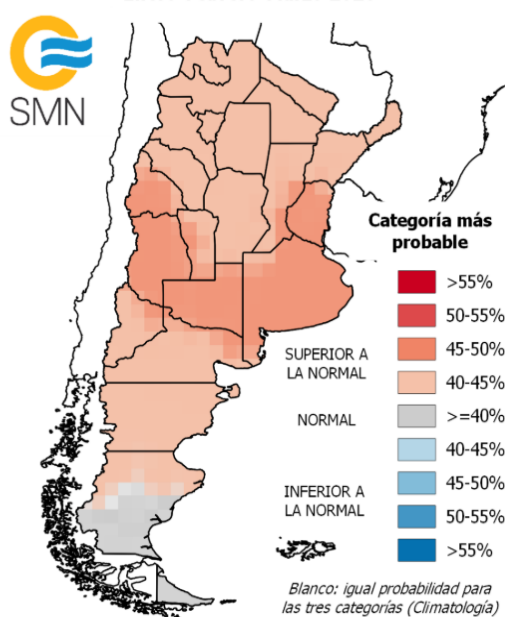 SMN
Categoría más
probable
>55%
50-55%
45-50%
SUPERIOR A
LA NORMAL
40-45%
NORMAL
>=40%
40-45%
45-50%
INFERIOR A
LA NORMAL
50-55%
>55%
Blanco: igual probabilidad para
las tres categorías (Climatología)